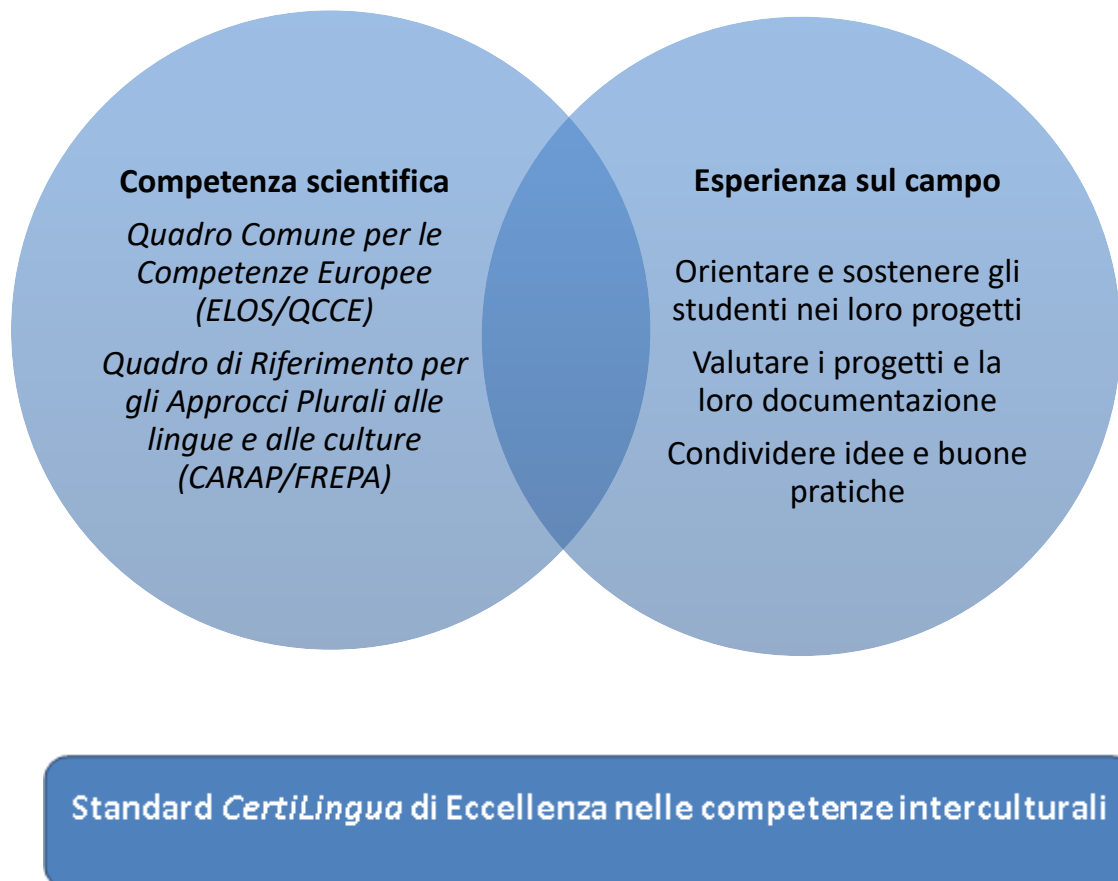 Competenza scientifica
Quadro Comune per le
Competenze Europee
(ELOS/QCCE)
Quadro di Riferimento per
gli Approcci Plurali alle
lingue e alle culture
(CARAP/FREPA)
Esperienza sul campo
Orientare e sostenere gli
studenti nei loro progetti
Valutare i progetti e la
loro documentazione
Condividere idee e buone
pratiche
Standard CertiLingua di Eccellenza nelle competenze interculturali